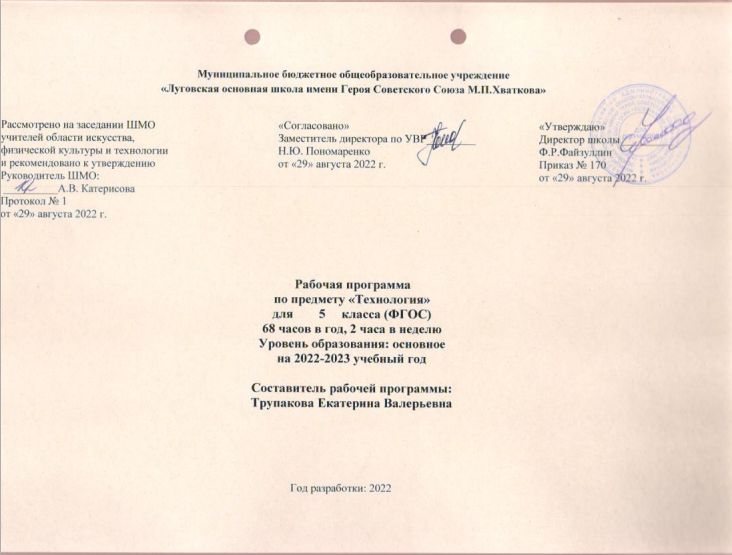 Муниципальное бюджетное общеобразовательное учреждение
«Луговская основная школа имени Героя Советского Союза М.П.Хваткова»
Рассмотрено на заседании ШМО
учителей области искусства,
физической культуры и технологии
и рекомендовано к утверждению
Руководитель ШМО:
__________А.В. Катерисова
Протокол № 1
от «29» августа 2022 г.
«Согласовано»
Заместитель директора по УВР_________
Н.Ю. Пономаренко
от «29» августа 2022 г.
«Утверждаю»
Директор школы_________
Ф.Р.Файзуллин
Приказ № 170
от «29» августа 2022 г.
Рабочая программа
по предмету «Технология»
для 5 класса (ФГОС)
68 часов в год, 2 часа в неделю
Уровень образования: основное
на 2022-2023 учебный год
Составитель рабочей программы:
Трупакова Екатерина Валерьевна
Год разработки: 2022